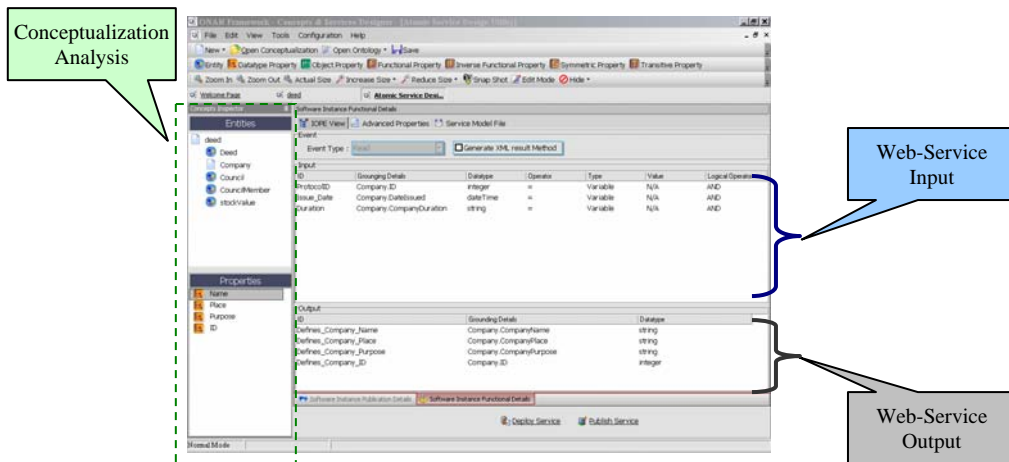 Conceptualization
Analysis
ONAR Framework - Concepts & Services Designer - [Atomic Service Design Utility]
File Edit View Tools Configuration Help
New Open Conceptualization Open Ontology Save
Entity Datatype Property Object Property Functional Property Inverse Functional Property Symmetric Property Transitive Property
Zoom In Zoom Out Actual Size Increase Size Reduce Size Snap Shot Edit Mode Hide
Welcome Page deed Atomic Service Desi...
Concepts Inspector
Software Instance Functional Details
Entities
IOPE View Advanced Properties Service Model File
deed
Deed
Company
Council
CouncilMember
stockValue
Event
Event Type : Read Generate XML result Method
Input
ID Grounging Details Datatype Operator Type Value Logical Operator
ProtocolID Company.ID integer = Variable N/A AND
Issue_Date Company.DateIssued dateTime = Variable N/A AND
Duration Company.CompanyDuration string = Variable N/A AND
Web-Service
Input
Properties
Name
Place
Purpose
ID
Output
ID Grounding Details Datatype
Defines_Company_Name Company.CompanyName string
Defines_Company_Place Company.CompanyPlace string
Defines_Company_Purpose Company.CompanyPurpose string
Defines_Company_ID Company.ID integer
Software Instance Publication Details Software Instance Functional Details
Deploy Service Publish Service
Normal Mode
Web-Service
Output